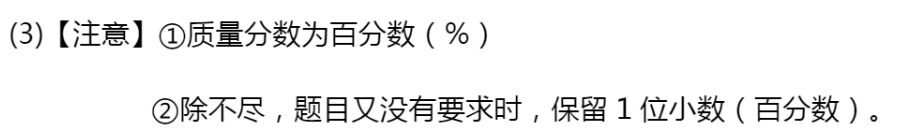 (3)【注意】①质量分数为百分数（%）
②除不尽，题目又没有要求时，保留1位小数（百分数）。